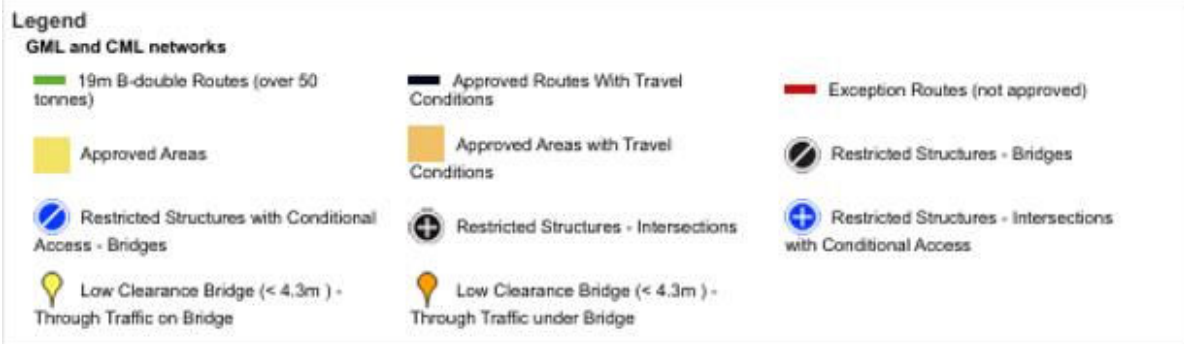 Legend
GML and CML networks
19m B-double Routes (over 50
tonnes)
Approved Routes With Travel
Conditions
Exception Routes (not approved)
Approved Areas
Approved Areas with Travel
Conditions
Restricted Structures - Bridges
Restricted Structures with Conditional
Access - Bridges
Restricted Structures - Intersections
Restricted Structures - Intersections
with Conditional Access
Low Clearance Bridge (< 4.3m ) -
Through Traffic on Bridge
Low Clearance Bridge (< 4.3m ) -
Through Traffic under Bridge